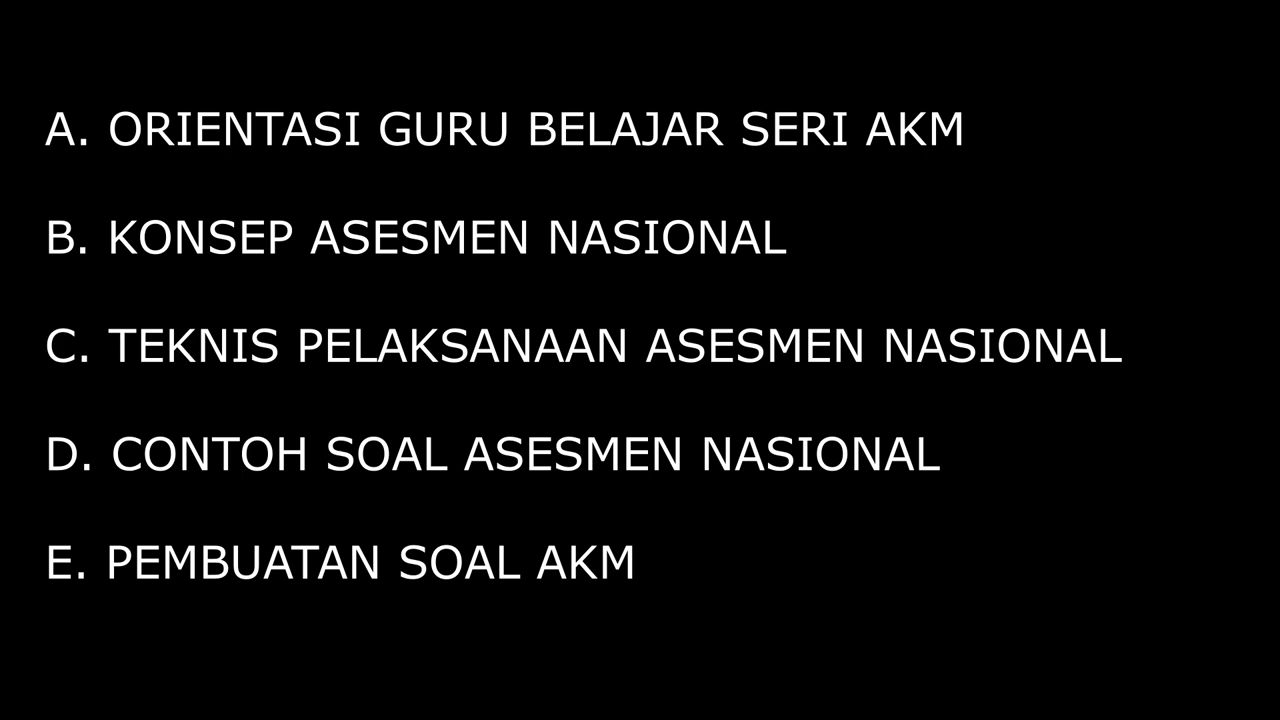 A. ORIENTASI GURU BELAJAR SERI AKM
B. KONSEP ASESMEN NASIONAL
C. TEKNIS PELAKSANAAN ASESMEN NASIONAL
D. CONTOH SOAL ASESMEN NASIONAL
E. PEMBUATAN SOAL AKM